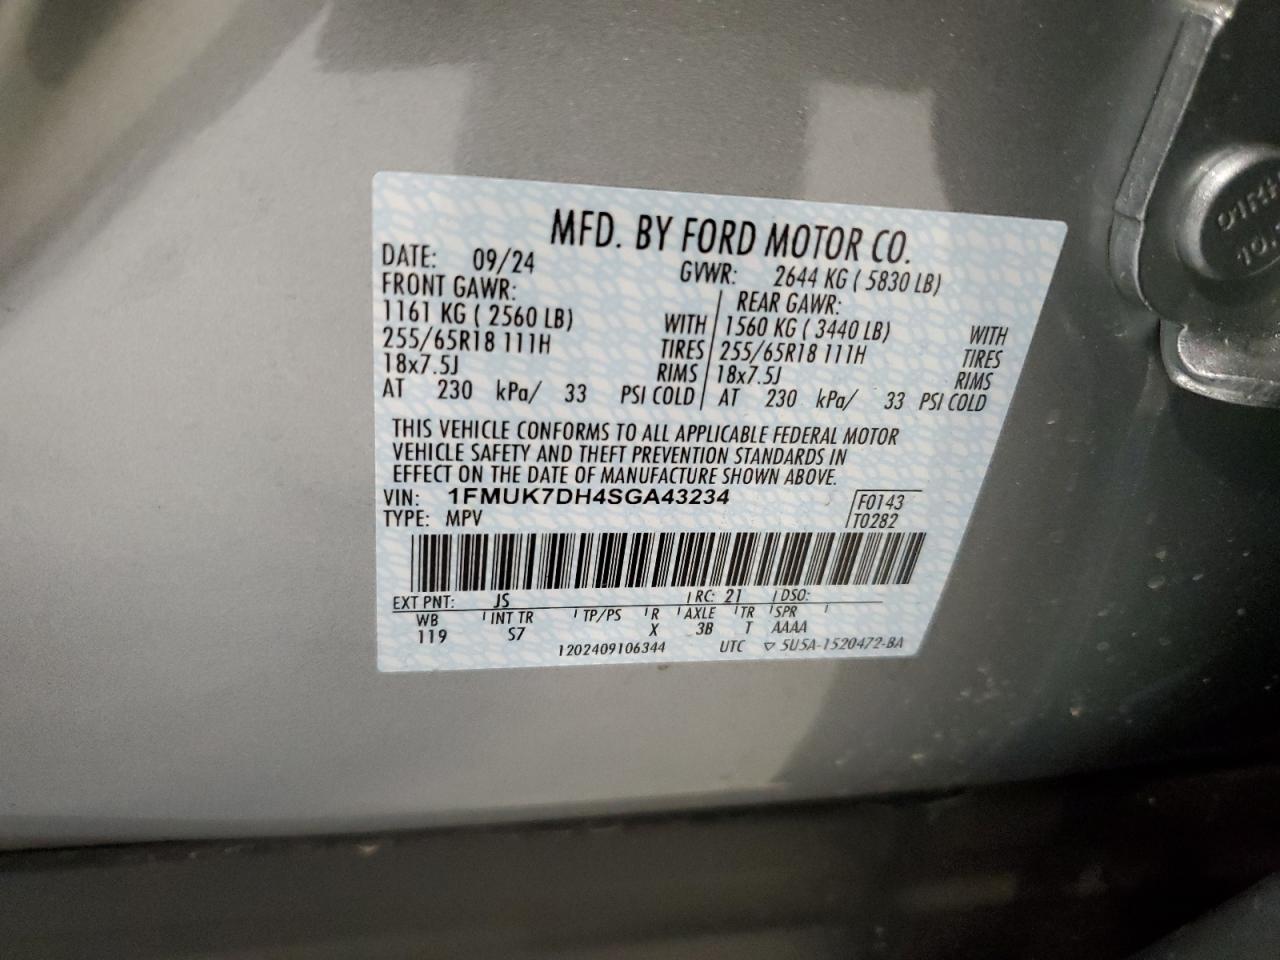 MFD. BY FORD MOTOR CO.
DATE: 09/24 GVWR: 2644 KG ( 5830 LB)
FRONT GAWR: REAR GAWR:
1161 KG ( 2560 LB) WITH 1560 KG ( 3440 LB) WITH
255/65R18 111H TIRES 255/65R18 111H TIRES
18x7.5J RIMS 18x7.5J RIMS
AT 230 kPa/ 33 PSI COLD AT 230 kPa/ 33 PSI COLD
THIS VEHICLE CONFORMS TO ALL APPLICABLE FEDERAL MOTOR
VEHICLE SAFETY AND THEFT PREVENTION STANDARDS IN
EFFECT ON THE DATE OF MANUFACTURE SHOWN ABOVE.
VIN: 1FMUK7DH4SGA43234 F0143
TYPE: MPV T0282
EXT PNT: JS RC: 21 DSO:
WB INT TR TP/PS R AXLE TR SPR
119 S7 X 3B T AAAA
1202409106344 UTC ▽ 5U5A-1520472-BA